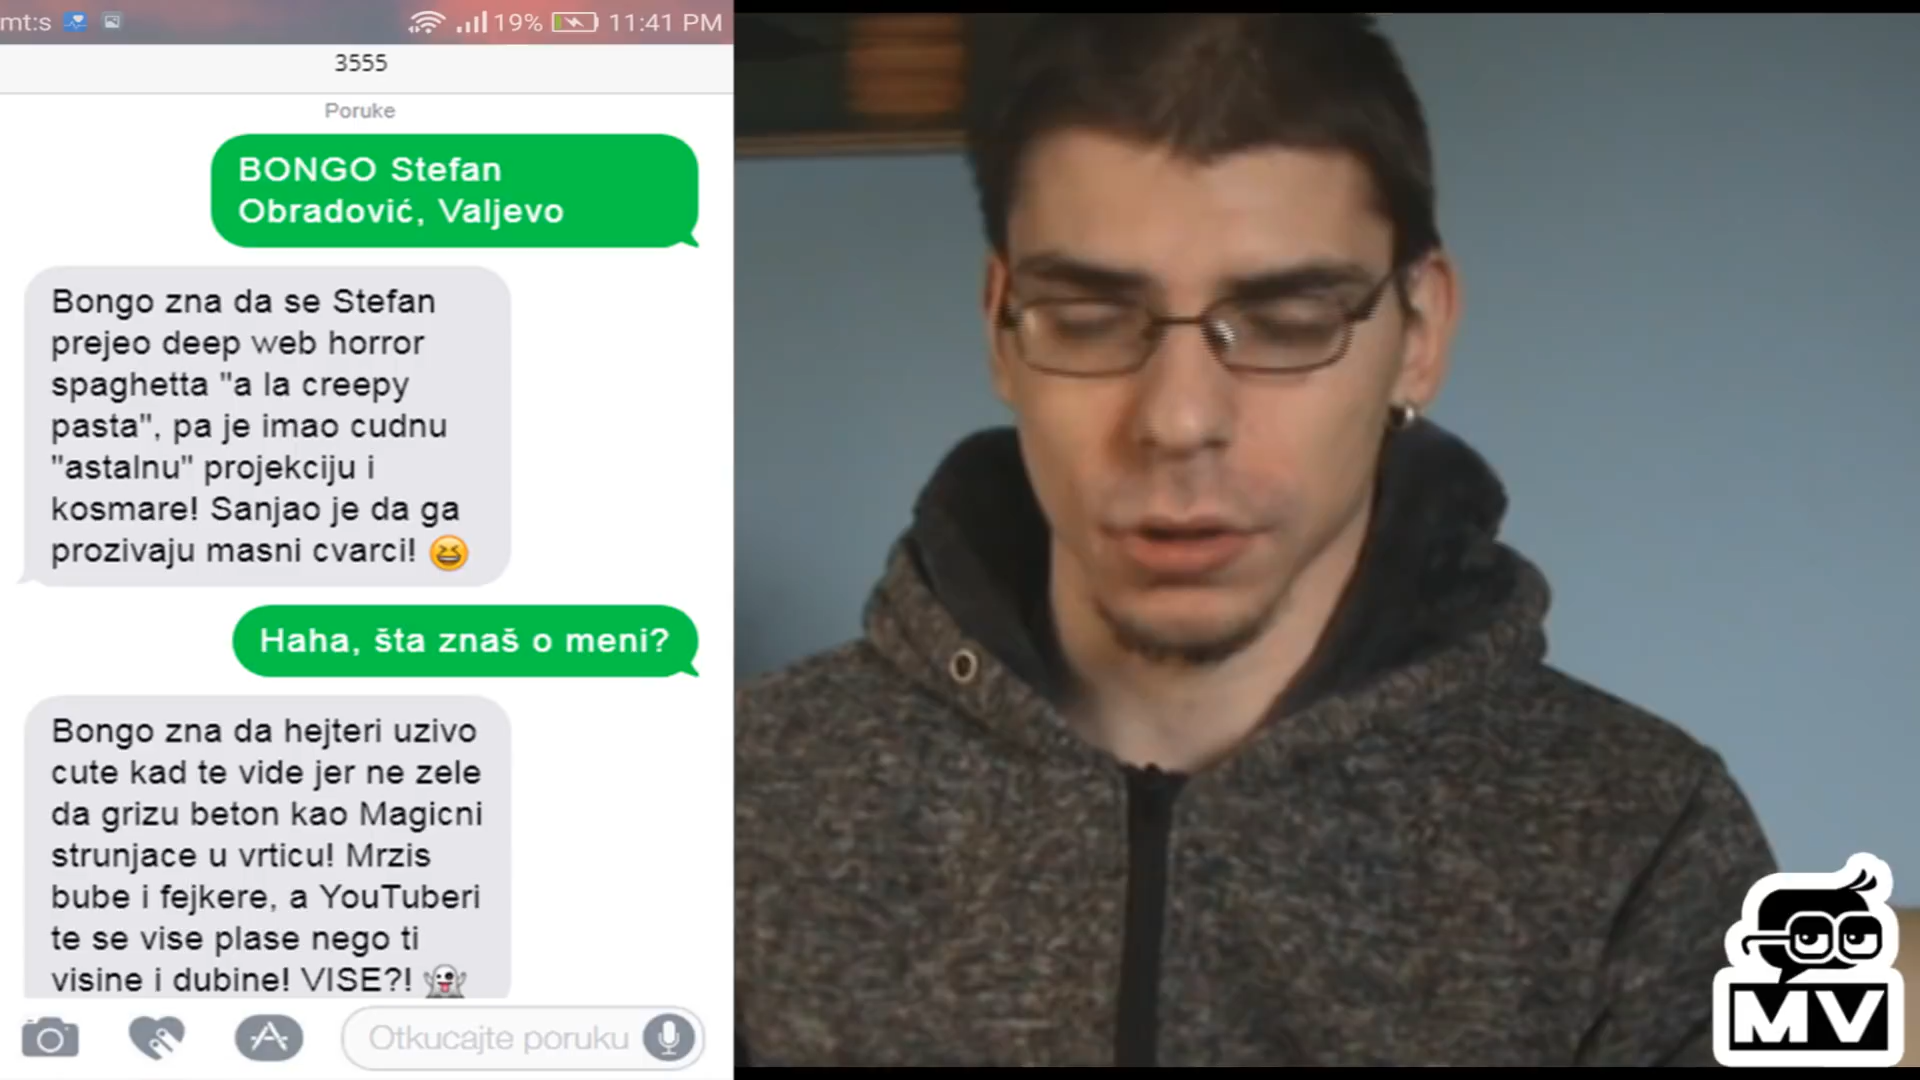 mt:s
19%
11:41 PM
3555
Poruke
BONGO Stefan
Obradović, Valjevo
Bongo zna da se Stefan
prejeo deep web horror
spaghetta "a la creepy
pasta", pa je imao cudnu
"astalnu" projekciju i
kosmare! Sanjao je da ga
prozivaju masni cvarci! 😆
Haha, šta znaš o meni?
Bongo zna da hejteri uzivo
cute kad te vide jer ne zele
da grizu beton kao Magicni
strunjace u vrticu! Mrzis
bube i fejkere, a YouTuberi
te se vise plase nego ti
visine i dubine! VISE?! 👻
Otkucajte poruku
MV